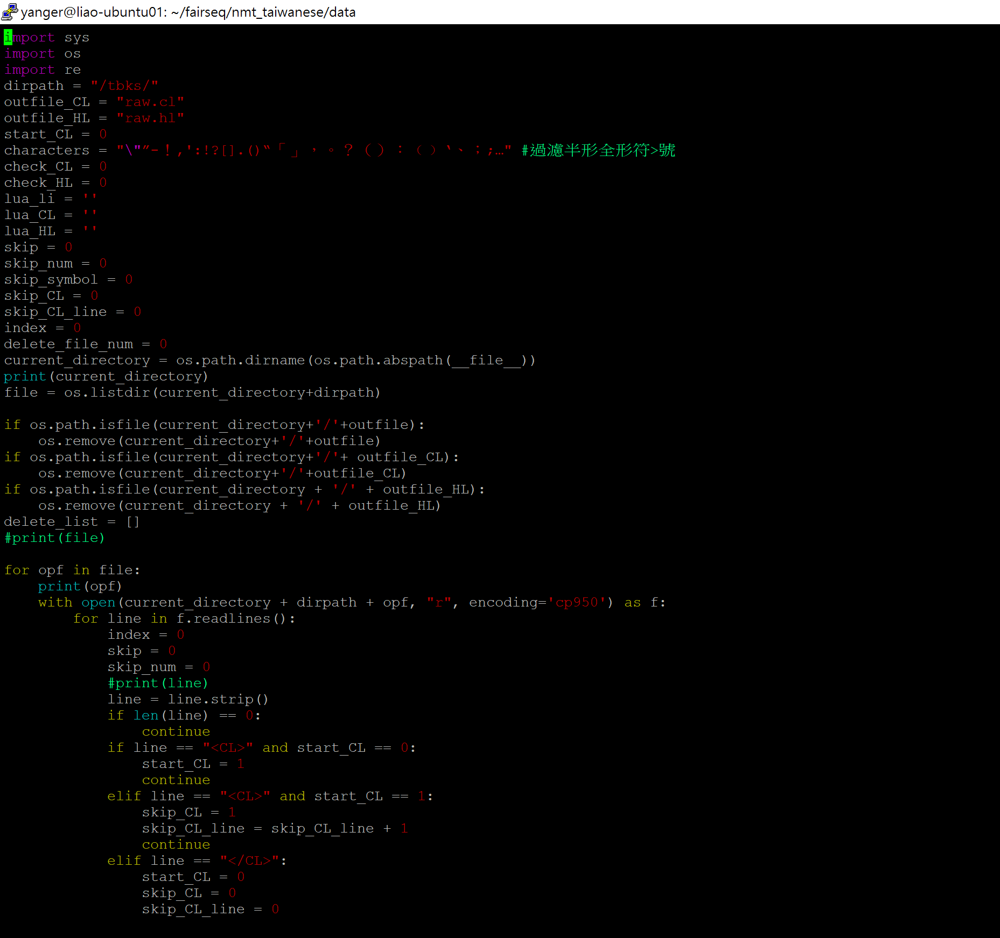 yanger@liao-ubuntu01: ~/fairseq/nmt_taiwanese/data
import sys
import os
import re
dirpath = "/tbks/"
outfile_CL = "raw.cl"
outfile_HL = "raw.hl"
start_CL = 0
characters = "\"”-！,':!?[].()“「」，。？（）：（）‘、；;…" #過濾半形全形符>號
check_CL = 0
check_HL = 0
lua_li = ''
lua_CL = ''
lua_HL = ''
skip = 0
skip_num = 0
skip_symbol = 0
skip_CL = 0
skip_CL_line = 0
index = 0
delete_file_num = 0
current_directory = os.path.dirname(os.path.abspath(__file__))
print(current_directory)
file = os.listdir(current_directory+dirpath)

if os.path.isfile(current_directory+'/'+outfile):
    os.remove(current_directory+'/'+outfile)
if os.path.isfile(current_directory+'/'+ outfile_CL):
    os.remove(current_directory+'/'+outfile_CL)
if os.path.isfile(current_directory + '/' + outfile_HL):
    os.remove(current_directory + '/' + outfile_HL)
delete_list = []
#print(file)

for opf in file:
    print(opf)
    with open(current_directory + dirpath + opf, "r", encoding='cp950') as f:
        for line in f.readlines():
            index = 0
            skip = 0
            skip_num = 0
            #print(line)
            line = line.strip()
            if len(line) == 0:
                continue
            if line == "<CL>" and start_CL == 0:
                start_CL = 1
                continue
            elif line == "<CL>" and start_CL == 1:
                skip_CL = 1
                skip_CL_line = skip_CL_line + 1
                continue
            elif line == "</CL>":
                start_CL = 0
                skip_CL = 0
                skip_CL_line = 0